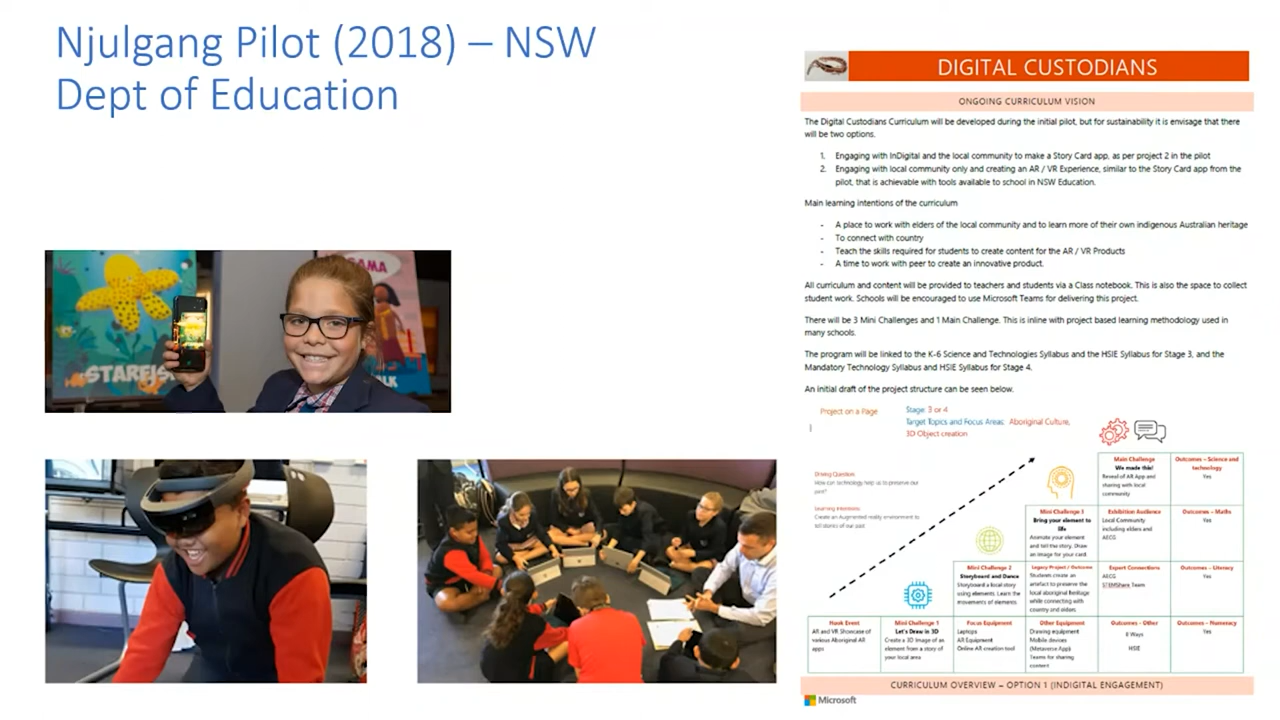 Njulgang Pilot (2018) – NSW
Dept of Education
STARFIS
DIGITAL CUSTODIANS
ONGOING CURRICULUM VISION
The Digital Custodians Curriculum will be developed during the initial pilot, but for sustainability it is envisage that there
will be two options.
1. Engaging with InDigital and the local community to make a Story Card app, as per project 2 in the pilot
2. Engaging with local community only and creating an AR / VR Experience, similar to the Story Card app from the
pilot, that is achievable with tools available to school in NSW Education.
Main learning intentions of the curriculum
- A place to work with elders of the local community and to learn more of their own indigenous Australian heritage
- To connect with country
- Teach the skills required for students to create content for the AR / VR Products
- A time to work with peer to create an innovative product.
All curriculum and content will be provided to teachers and students via a Class notebook. This is also the space to collect
student work. Schools will be encouraged to use Microsoft Teams for delivering this project.
There will be 3 Mini Challenges and 1 Main Challenge. This is inline with project based learning methodology used in
many schools.
The program will be linked to the K-6 Science and Technologies Syllabus and the HSIE Syllabus for Stage 3, and the
Mandatory Technology Syllabus and HSIE Syllabus for Stage 4.
An initial draft of the project structure can be seen below.
Project on a Page
Stage: 3 or 4
Target Topics and Focus Areas: Aboriginal Culture,
3D Object creation
Driving Question:
How can technology help us to preserve our
past?
Learning Intentions:
Create an Augmented reality environment to
tell stories of our past
Main Challenge
We made this!
Reveal of AR App and
sharing with local
community
Outcomes – Science and
technology
Yes
Mini Challenge 3
Bring your element to
life
Animate your element
and tell the story. Draw
an image for your card.
Exhibition Audience
Local Community
including elders and
AECG
Outcomes – Maths
Yes
Mini Challenge 2
Storyboard and Dance
Storyboard a local story
using elements. Learn the
movements of elements
Legacy Project / Outcome
Students create an
artefact to preserve the
local aboriginal heritage
while connecting with
country and elders.
Expert Connections
AECG
STEMShare Team
Outcomes – Literacy
Yes
Hook Event
AR and VR Showcase of
various Aboriginal AR
apps
Mini Challenge 1
Let's Draw in 3D
Create a 3D Image of an
element from a story of
your local area
Focus Equipment
Laptops
AR Equipment
Online AR creation tool
Other Equipment
Drawing equipment
Mobile devices
(Metaverse App)
Teams for sharing
content
Outcomes - Other
8 Ways
HSIE
Outcomes – Numeracy
Yes
CURRICULUM OVERVIEW – OPTION 1 (INDIGITAL ENGAGEMENT)
Microsoft